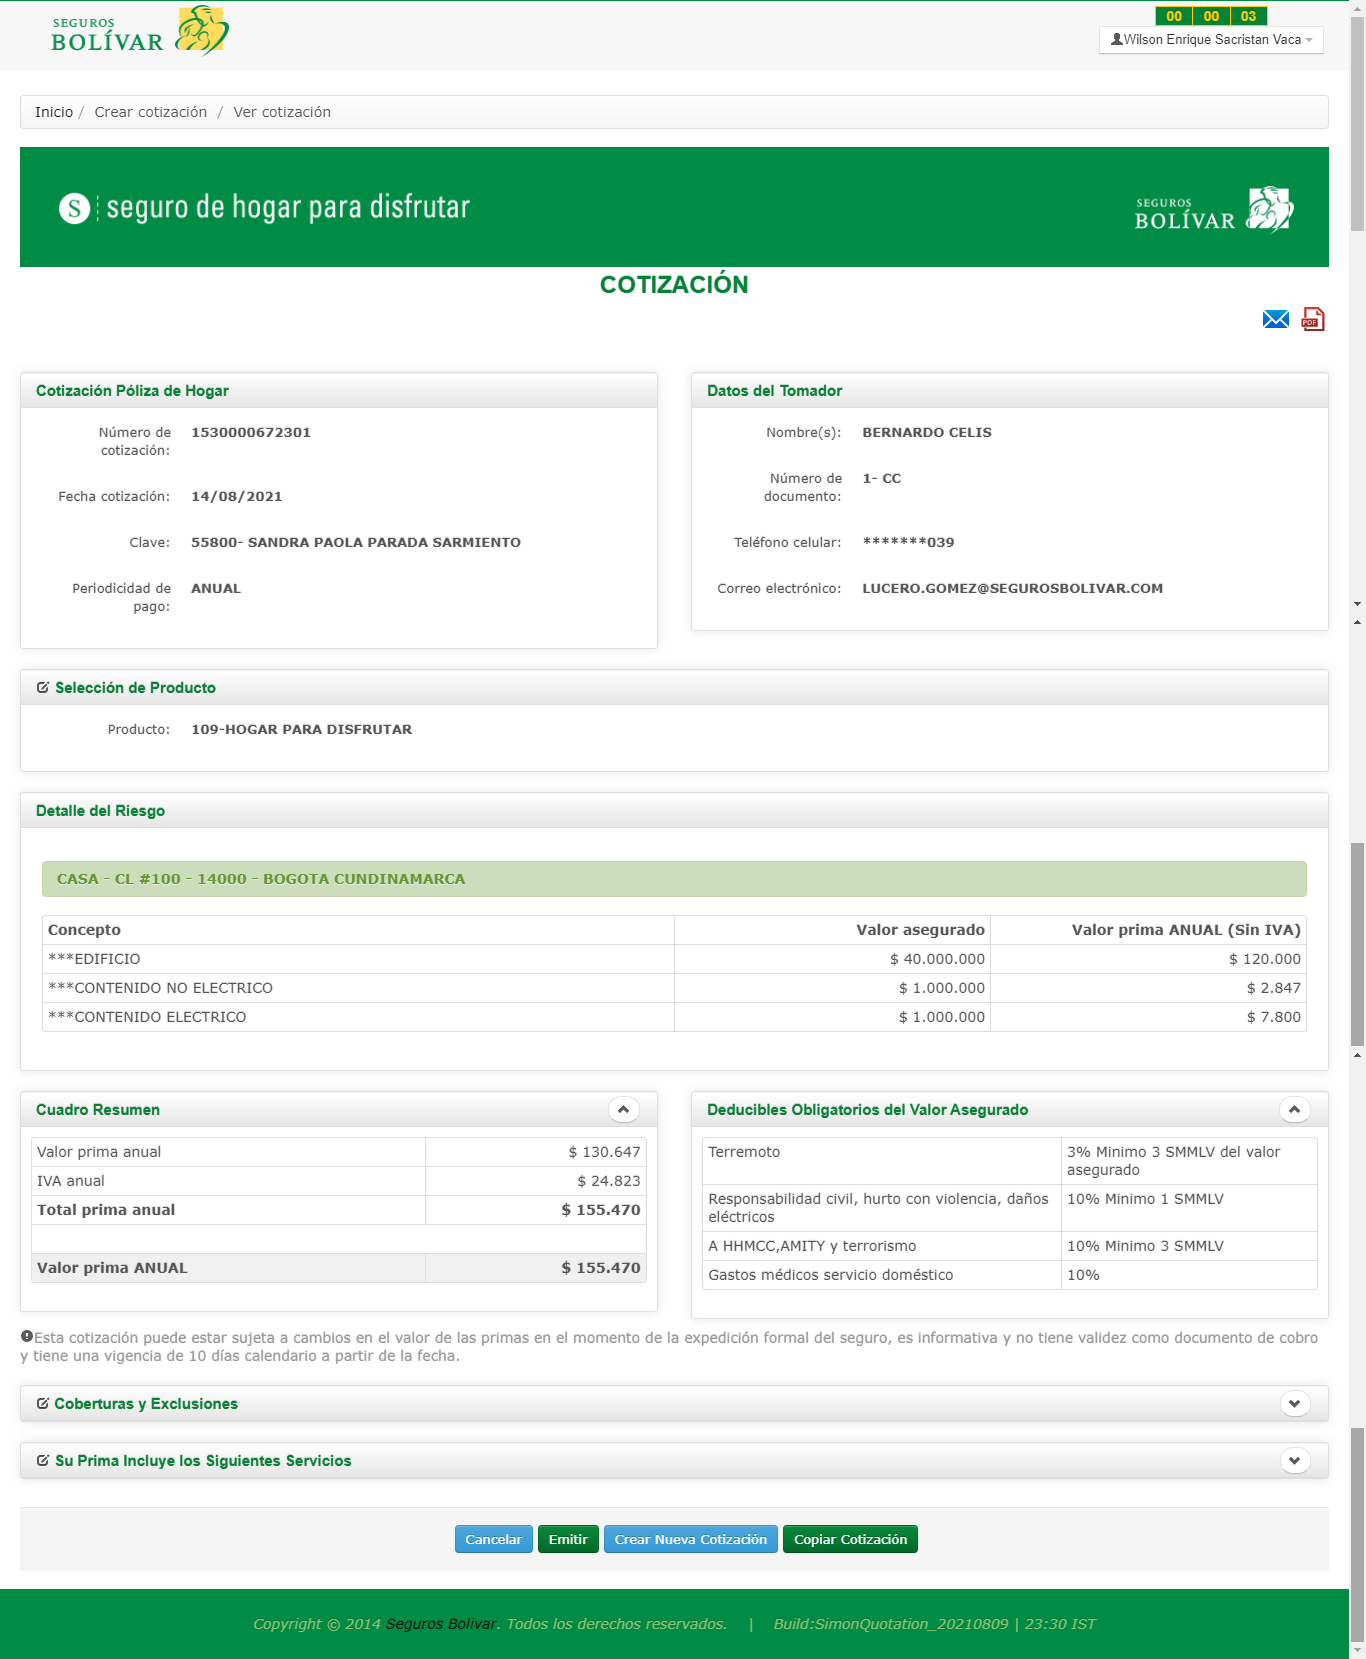 SEGUROS
BOLÍVAR
00 00 03
Wilson Enrique Sacristan Vaca
Inicio / Crear cotización / Ver cotización
S seguro de hogar para disfrutar
SEGUROS
BOLÍVAR
COTIZACIÓN
PDF
Cotización Póliza de Hogar
Número de
cotización:
1530000672301
Fecha cotización: 14/08/2021
Clave: 55800- SANDRA PAOLA PARADA SARMIENTO
Periodicidad de
pago:
ANUAL
Datos del Tomador
Nombre(s): BERNARDO CELIS
Número de
documento:
1- CC
Teléfono celular: *******039
Correo electrónico: LUCERO.GOMEZ@SEGUROSBOLIVAR.COM
Selección de Producto
Producto: 109-HOGAR PARA DISFRUTAR
Detalle del Riesgo
CASA - CL #100 - 14000 - BOGOTA CUNDINAMARCA
Concepto Valor asegurado Valor prima ANUAL (Sin IVA)
***EDIFICIO $ 40.000.000 $ 120.000
***CONTENIDO NO ELECTRICO $ 1.000.000 $ 2.847
***CONTENIDO ELECTRICO $ 1.000.000 $ 7.800
Cuadro Resumen
Valor prima anual $ 130.647
IVA anual $ 24.823
Total prima anual $ 155.470
Valor prima ANUAL $ 155.470
Deducibles Obligatorios del Valor Asegurado
Terremoto 3% Minimo 3 SMMLV del valor
asegurado
Responsabilidad civil, hurto con violencia, daños
eléctricos
10% Minimo 1 SMMLV
A HHMCC,AMITY y terrorismo 10% Minimo 3 SMMLV
Gastos médicos servicio doméstico 10%
Esta cotización puede estar sujeta a cambios en el valor de las primas en el momento de la expedición formal del seguro, es informativa y no tiene validez como documento de cobro
y tiene una vigencia de 10 días calendario a partir de la fecha.
Coberturas y Exclusiones
Su Prima Incluye los Siguientes Servicios
Cancelar Emitir Crear Nueva Cotización Copiar Cotización
Copyright © 2014 Seguros Bolivar. Todos los derechos reservados. | Build:SimonQuotation_20210809 | 23:30 IST